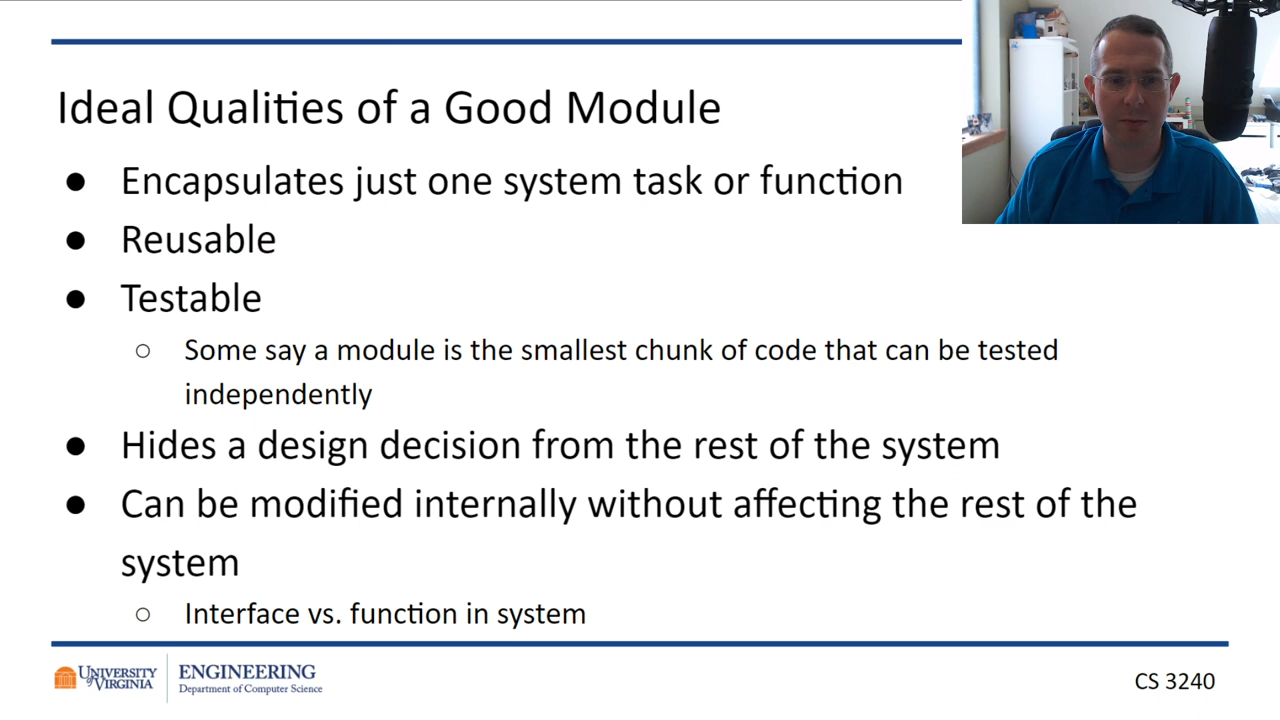 Ideal Qualities of a Good Module
● Encapsulates just one system task or function
● Reusable
● Testable
○ Some say a module is the smallest chunk of code that can be tested
independently
● Hides a design decision from the rest of the system
● Can be modified internally without affecting the rest of the
system
○ Interface vs. function in system
UNIVERSITY
of VIRGINIA
ENGINEERING
Department of Computer Science
CS 3240